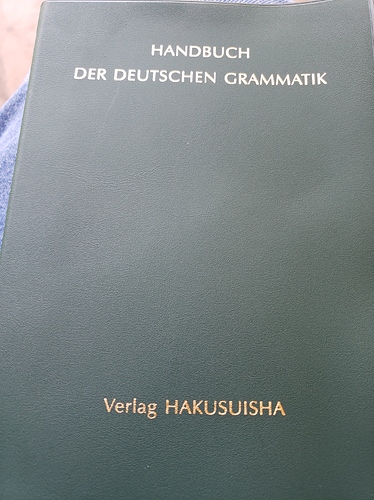 HANDBUCH
DER DEUTSCHEN GRAMMATIK
Verlag HAKUSUISHA